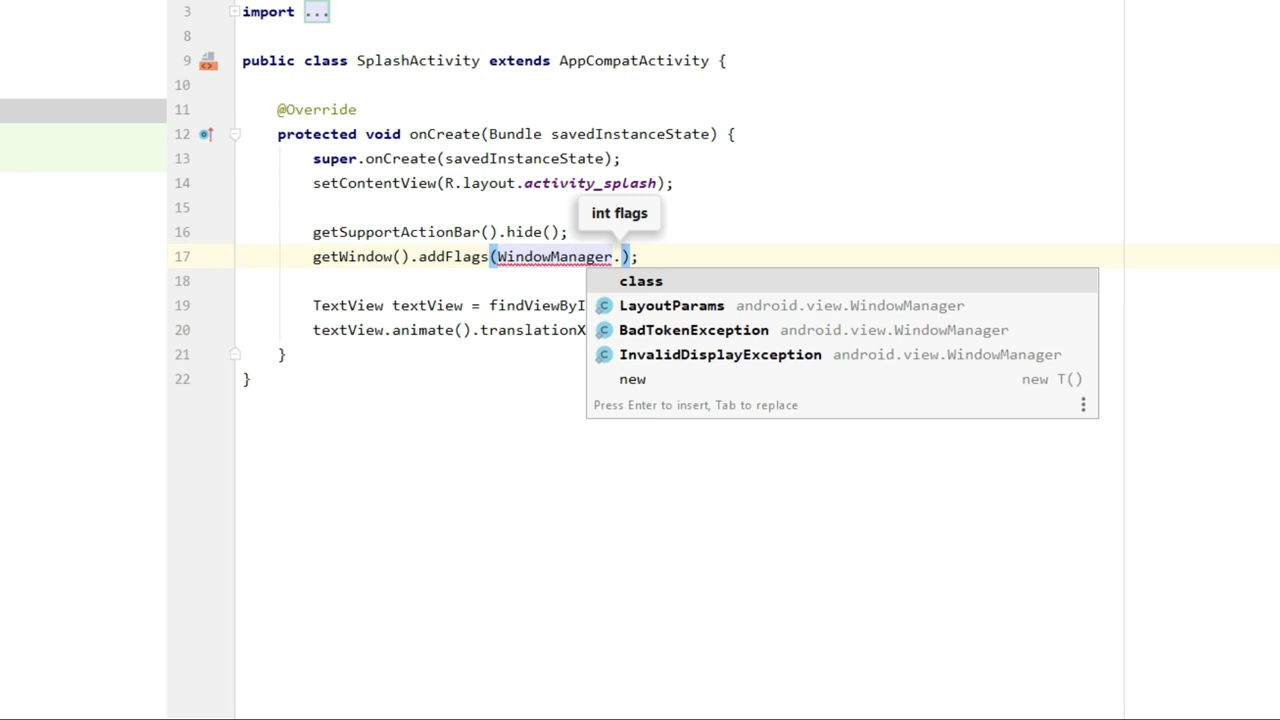 3 import ...
8
9 public class SplashActivity extends AppCompatActivity {
10
11 @Override
12 protected void onCreate(Bundle savedInstanceState) {
13 super.onCreate(savedInstanceState);
14 setContentView(R.layout.activity_splash);
15
int flags
16 getSupportActionBar().hide();
17 getWindow().addFlags(WindowManager.);
18 class
19 TextView textView = findViewByI LayoutParams android.view.WindowManager
20 textView.animate().translationX BadTokenException android.view.WindowManager
21 } InvalidDisplayException android.view.WindowManager
22 } new new T()
Press Enter to insert, Tab to replace